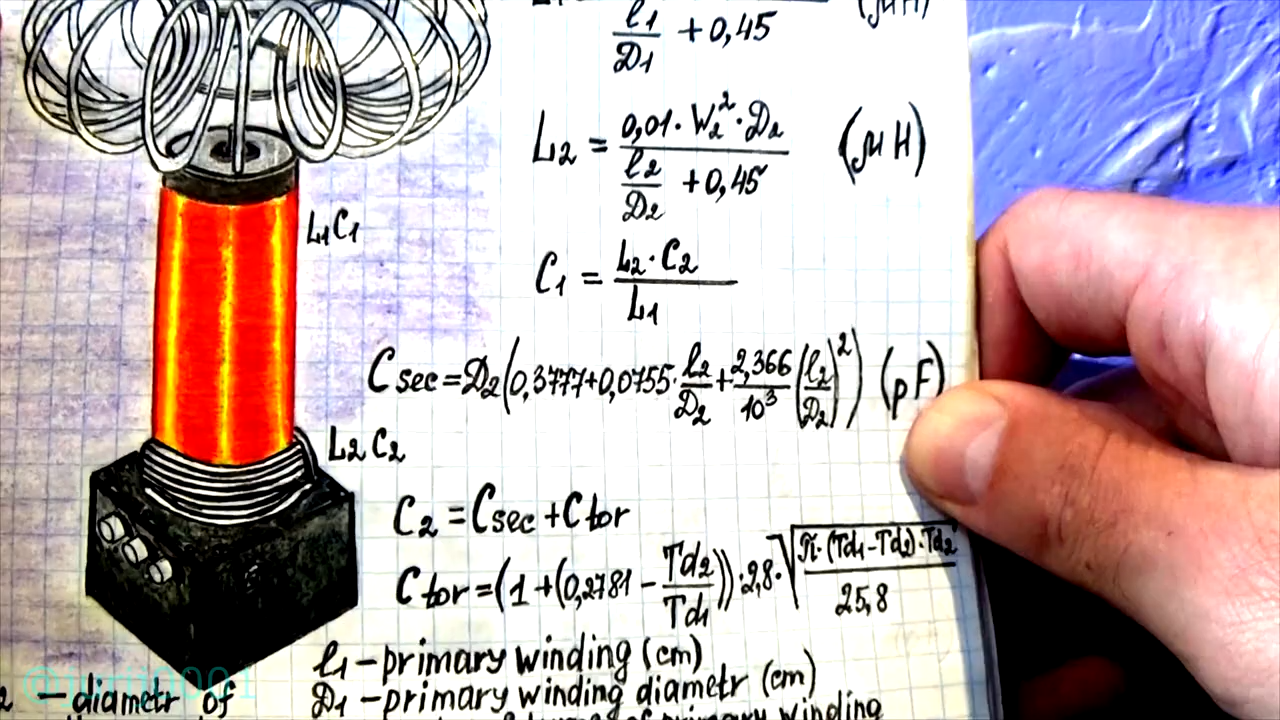 l1/D1 + 0,45 (μH)
L2 = 0,01·W2²·D2 / (l2/D2 + 0,45) (μH)
L1C1
C1 = L2·C2 / L1
Csec=D2(0,3777+0,0755·l2/D2+2,366/10³(l2/D2)²) (pF)
L2C2
C2 = Csec+Ctor
Ctor=(1+(0,2781-Td2/Td1))·2,8·√(π·(Td1-Td2)·Td2/25,8)
l1-primary winding (cm)
-diametr of
D1-primary winding diametr (cm)
of primary winding